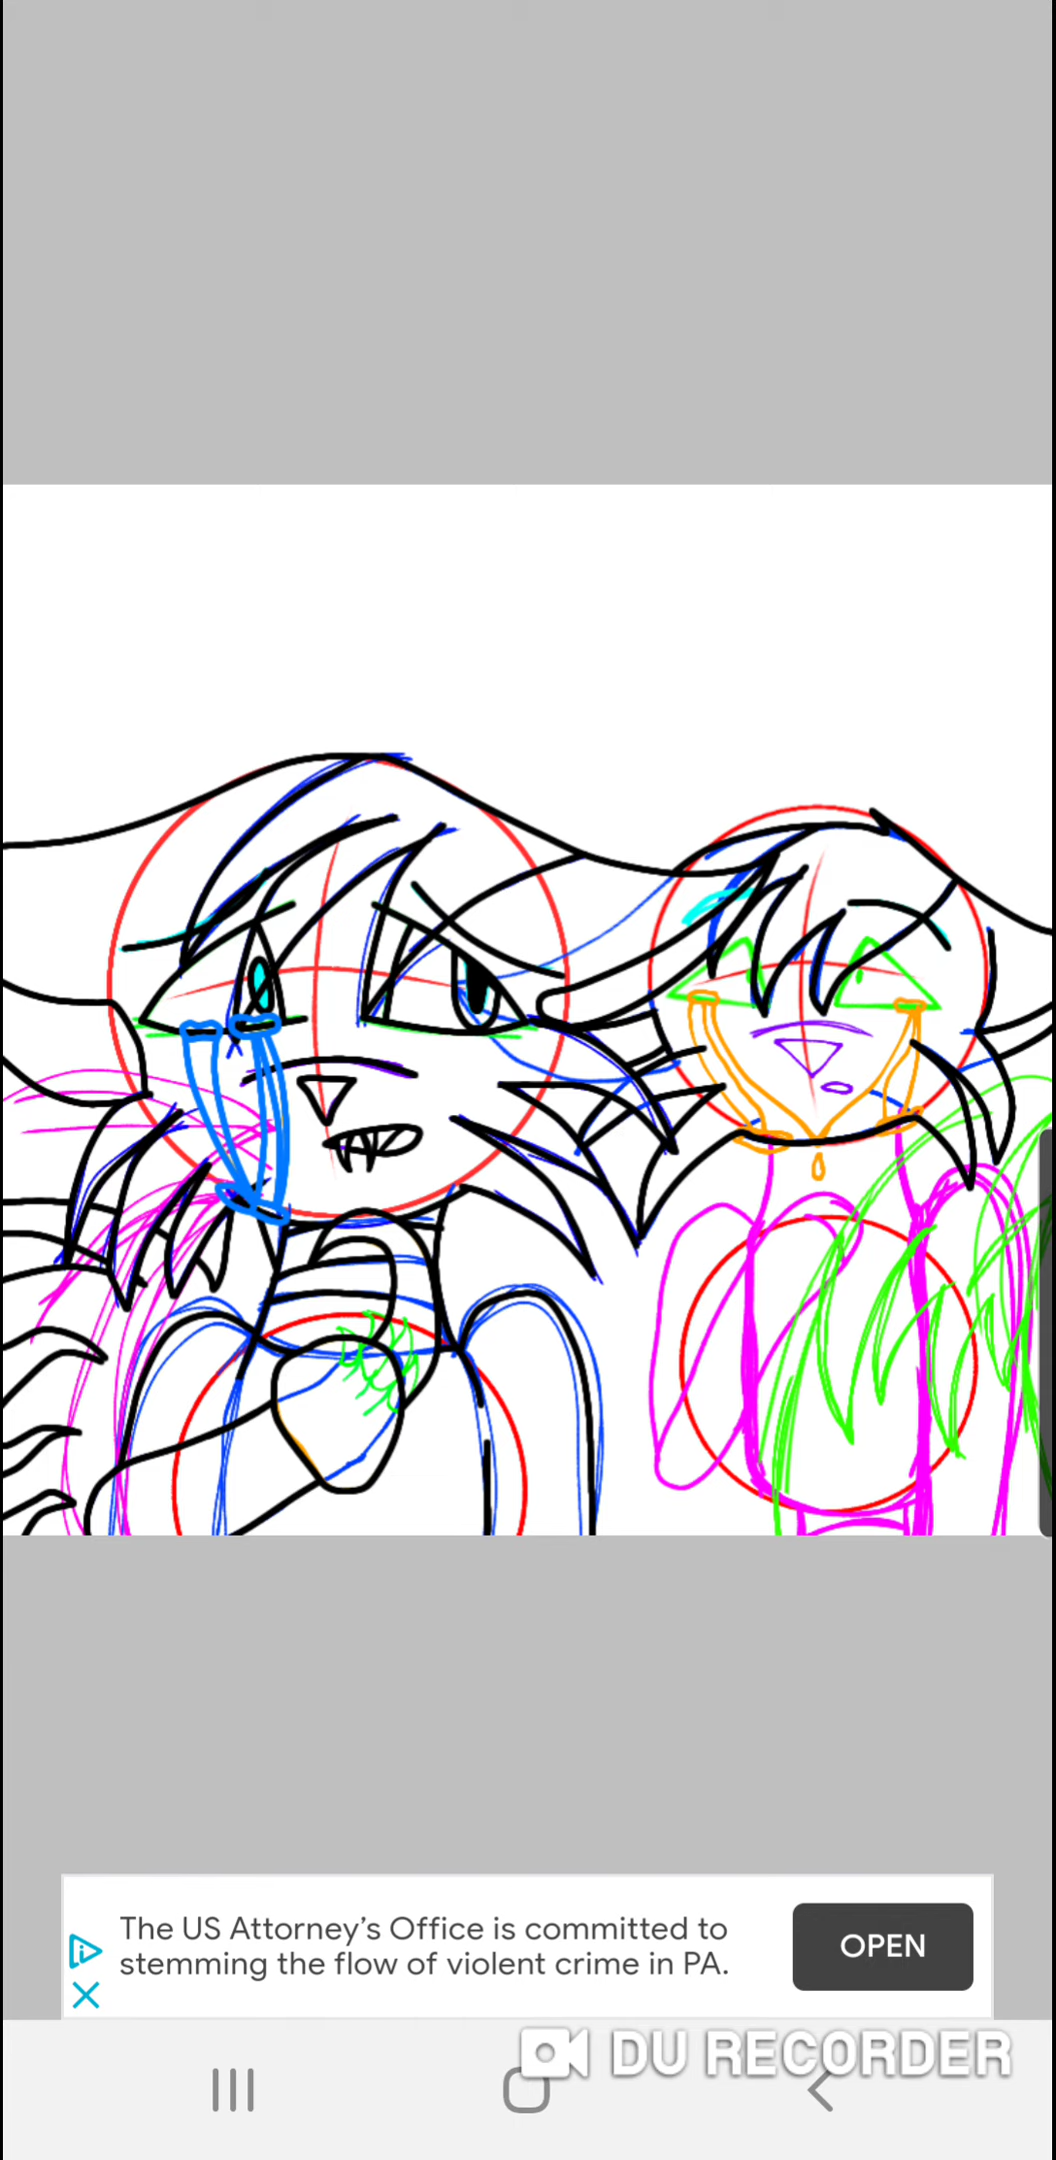 The US Attorney's Office is committed to
stemming the flow of violent crime in PA.
OPEN
DU RECORDER